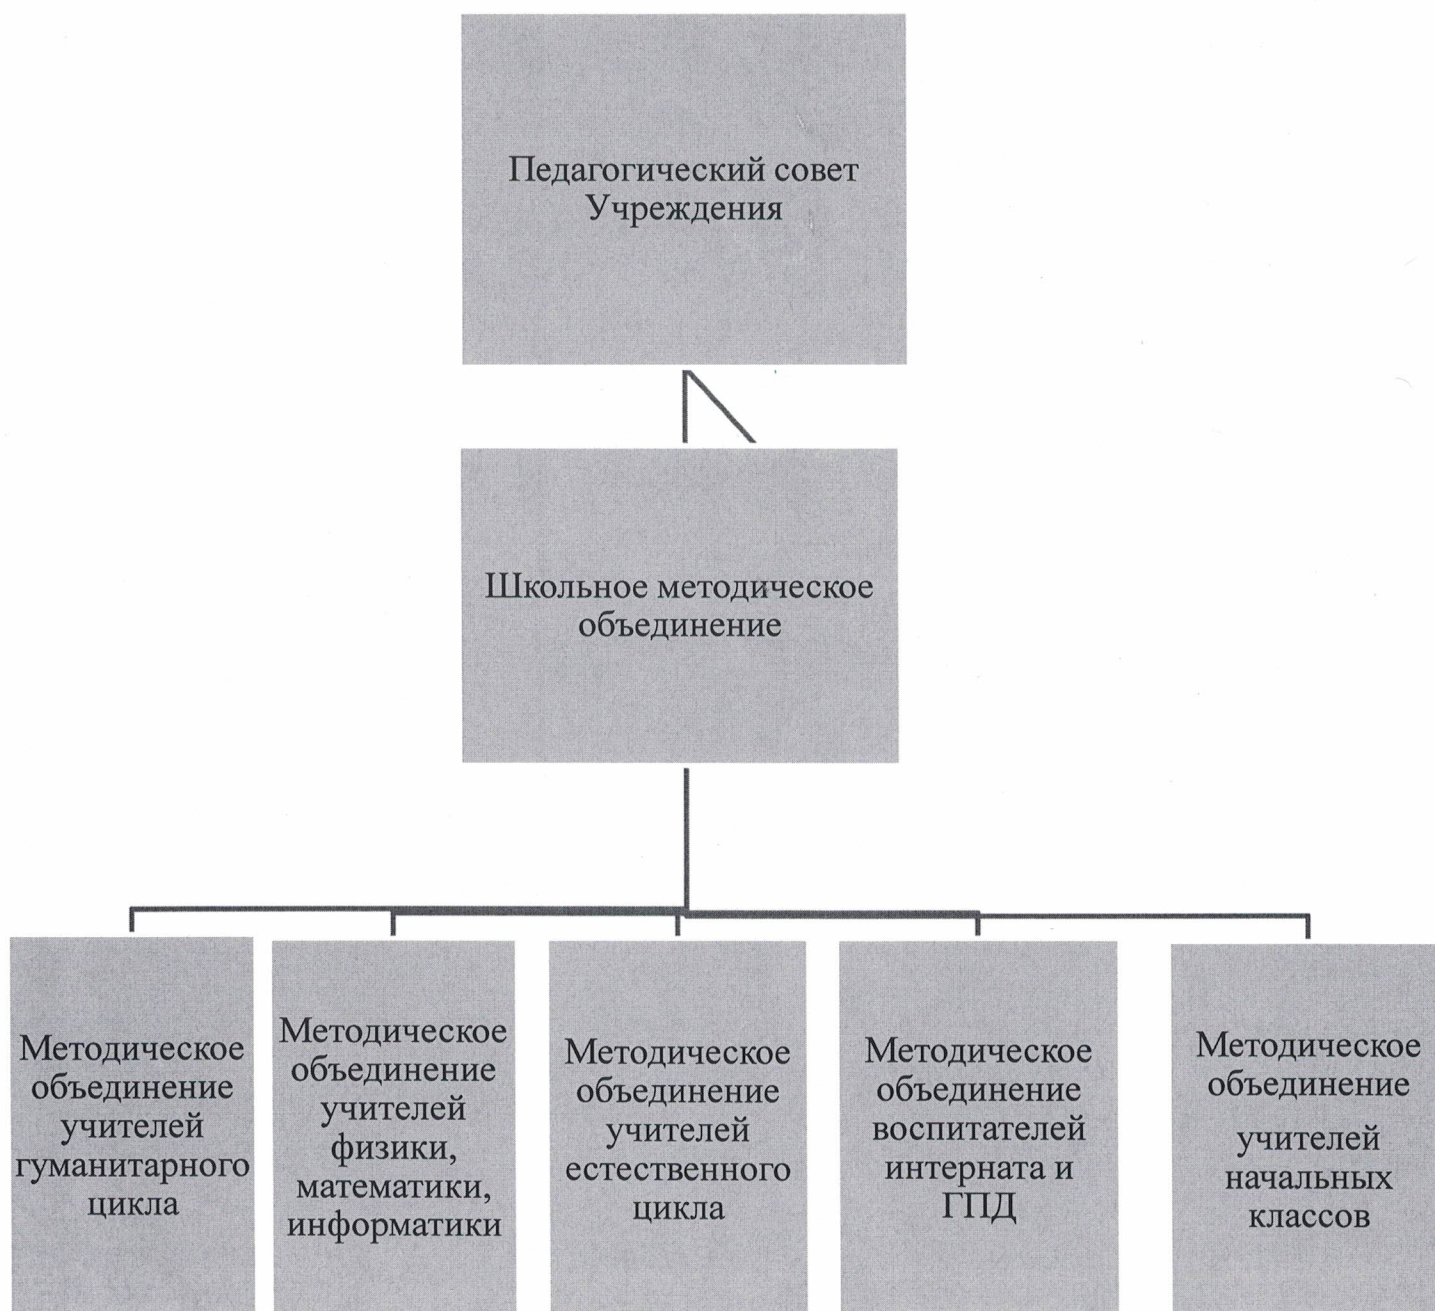 Педагогический совет
Учреждения
Школьное методическое
объединение
Методическое
объединение
учителей
гуманитарного
цикла
Методическое
объединение
учителей
физики,
математики,
информатики
Методическое
объединение
учителей
естественного
цикла
Методическое
объединение
воспитателей
интерната и
ГПД
Методическое
объединение
учителей
начальных
классов